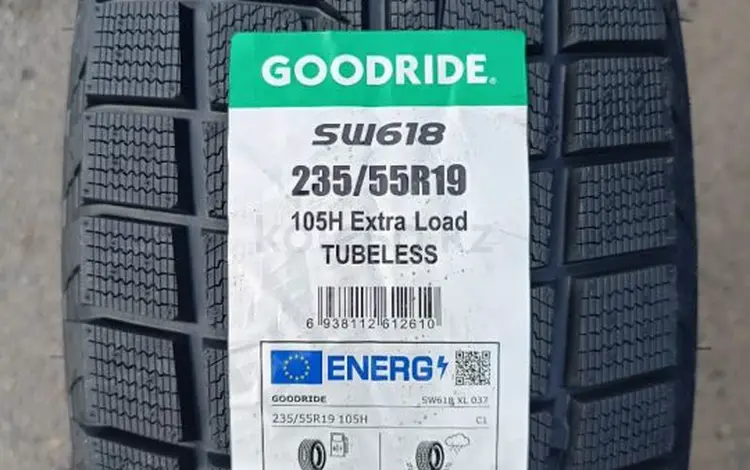 GOODRIDE®
SW618
235/55R19
105H Extra Load
TUBELESS
6 938112 612610
ENERG
GOODRIDE SW618 XL 037
235/55R19 105H C1